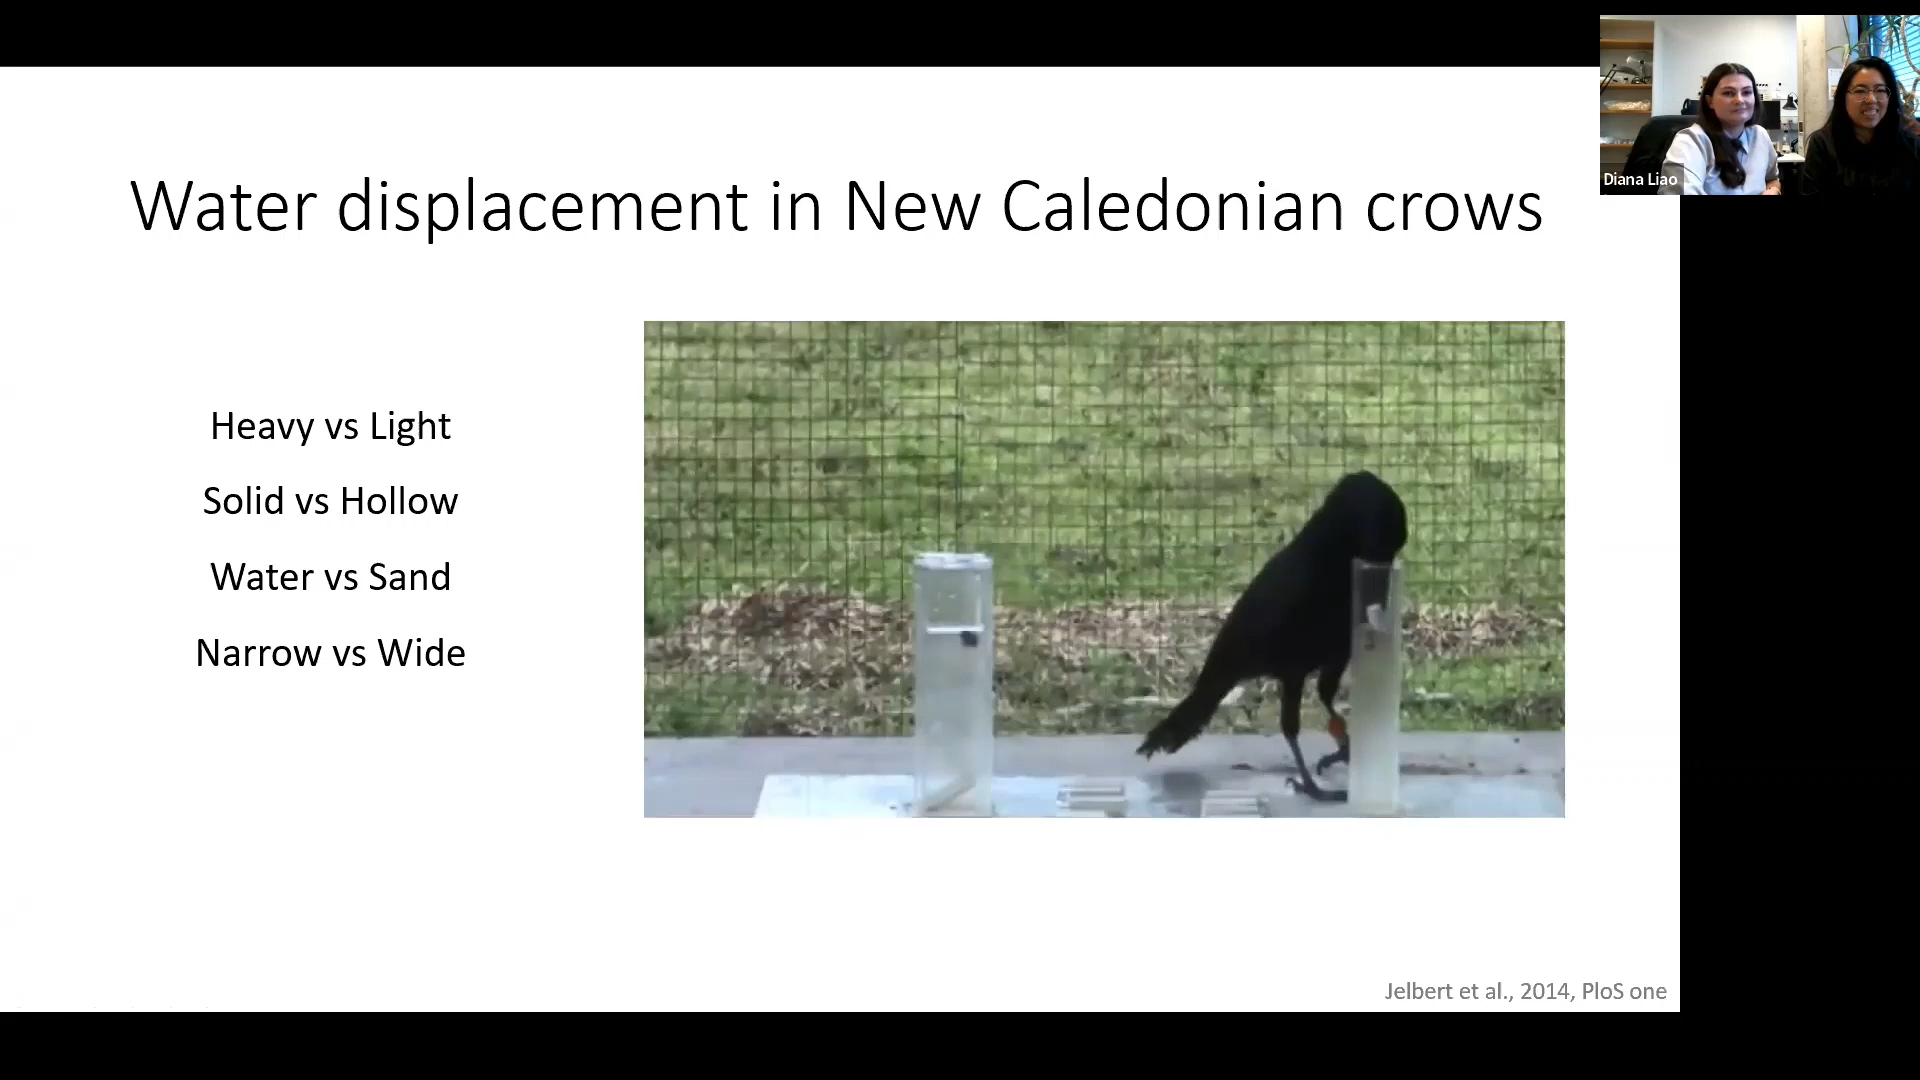 Diana Liao
Water displacement in New Caledonian crows
Heavy vs Light
Solid vs Hollow
Water vs Sand
Narrow vs Wide
Jelbert et al., 2014, PloS one